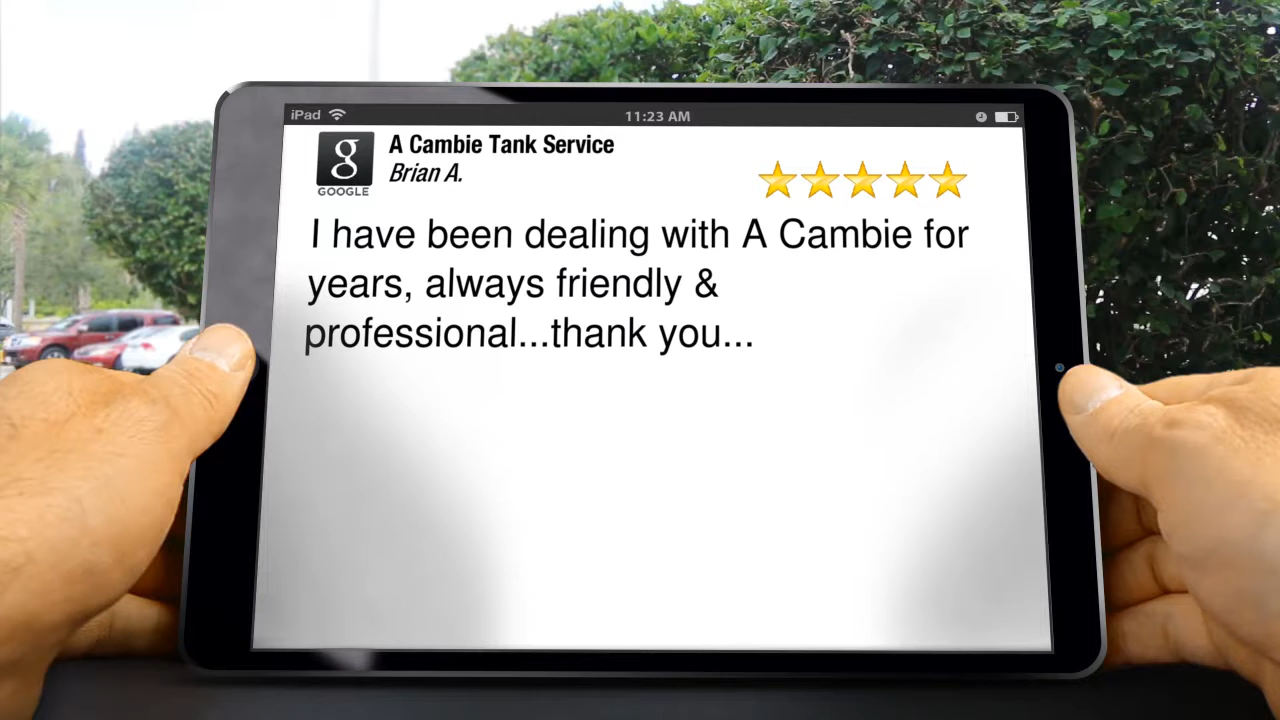 iPad 11:23 AM
g
GOOGLE
A Cambie Tank Service
Brian A.
I have been dealing with A Cambie for
years, always friendly &
professional...thank you...